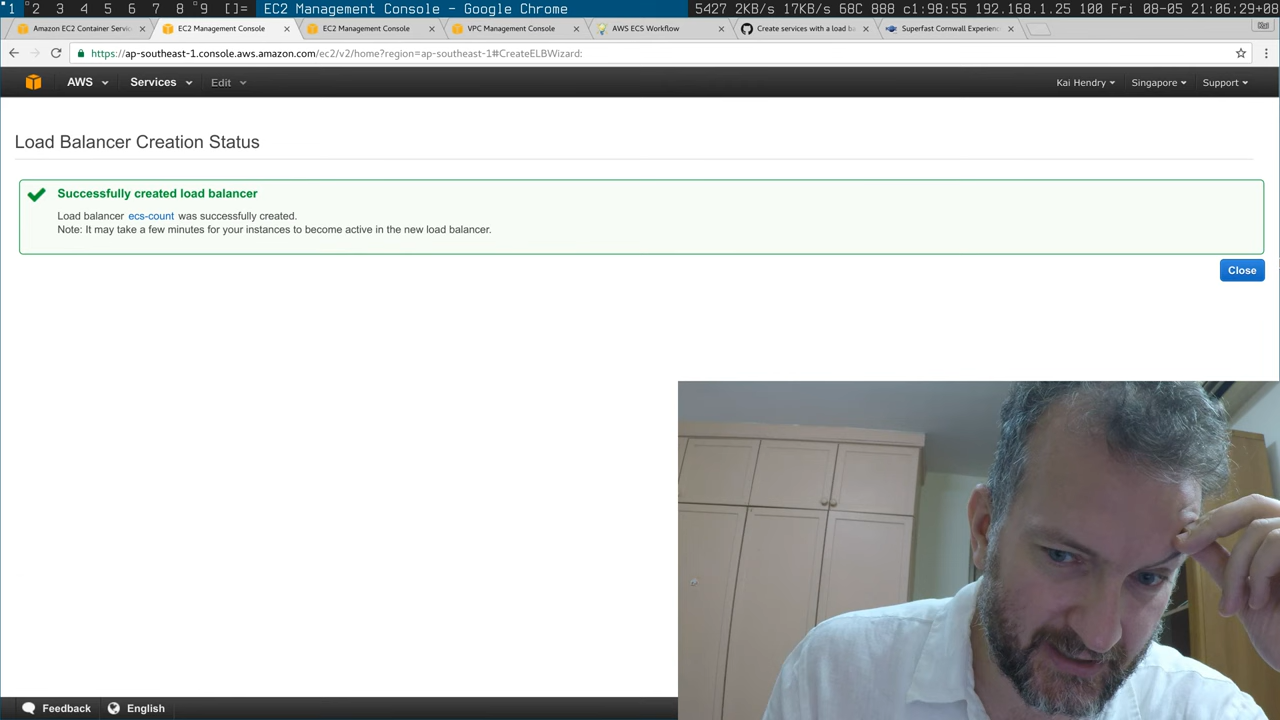 1 2 3 4 5 6 7 8 9 []= EC2 Management Console - Google Chrome 5427 2KB/s 17KB/s 68C 888 c1:98:55 192.168.1.25 100 Fri 08-05 21:06:29+08
Amazon EC2 Container Servic EC2 Management Console EC2 Management Console VPC Management Console AWS ECS Workflow Create services with a load ba Superfast Cornwall Experienc
https://ap-southeast-1.console.aws.amazon.com/ec2/v2/home?region=ap-southeast-1#CreateELBWizard:
AWS Services Edit Kai Hendry Singapore Support
Load Balancer Creation Status
Successfully created load balancer
Load balancer ecs-count was successfully created.
Note: It may take a few minutes for your instances to become active in the new load balancer.
Close
Feedback English